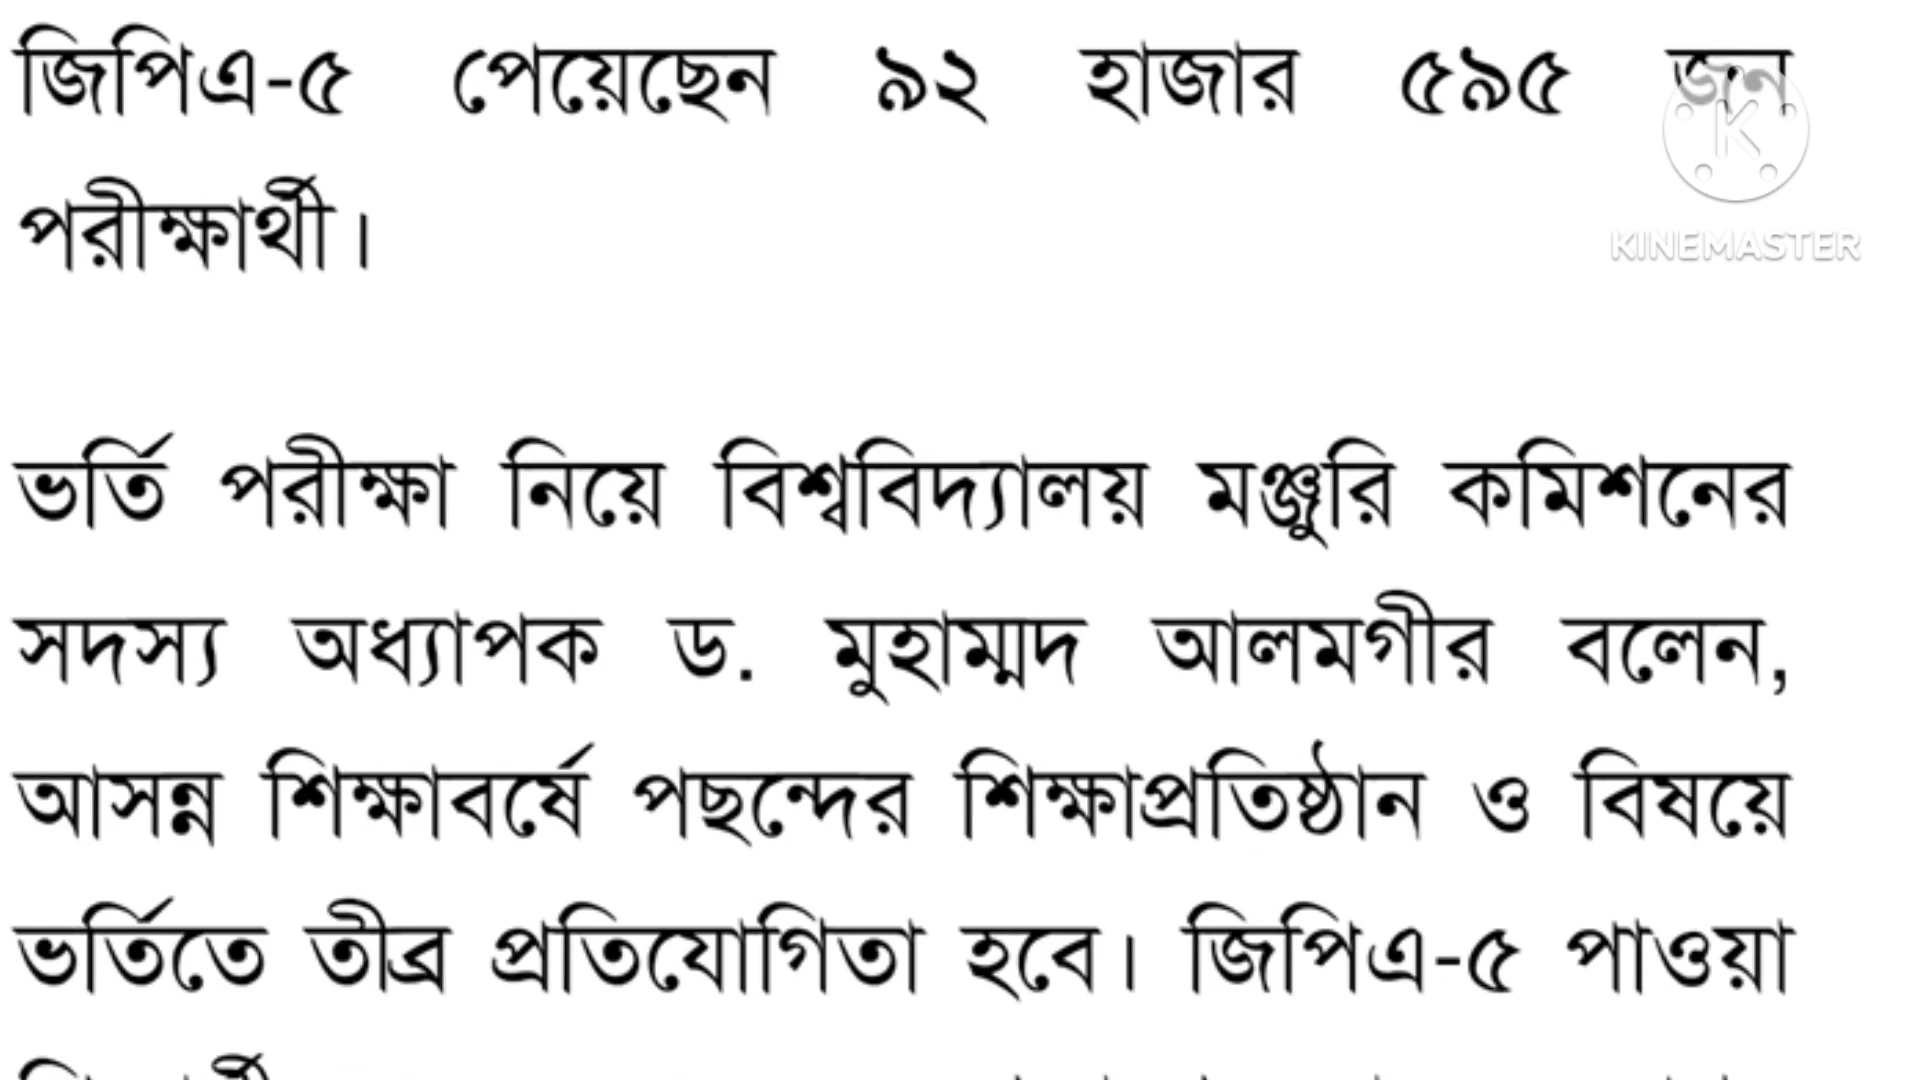 জিপিএ-৫ পেয়েছেন ৯২ হাজার ৫৯৫ জন
পরীক্ষার্থী।
KINEMASTER
ভর্তি পরীক্ষা নিয়ে বিশ্ববিদ্যালয় মঞ্জুরি কমিশনের
সদস্য অধ্যাপক ড. মুহাম্মদ আলমগীর বলেন,
আসন্ন শিক্ষাবর্ষে পছন্দের শিক্ষাপ্রতিষ্ঠান ও বিষয়ে
ভর্তিতে তীব্র প্রতিযোগিতা হবে। জিপিএ-৫ পাওয়া